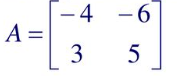 A = [ -4 -6
3 5 ]